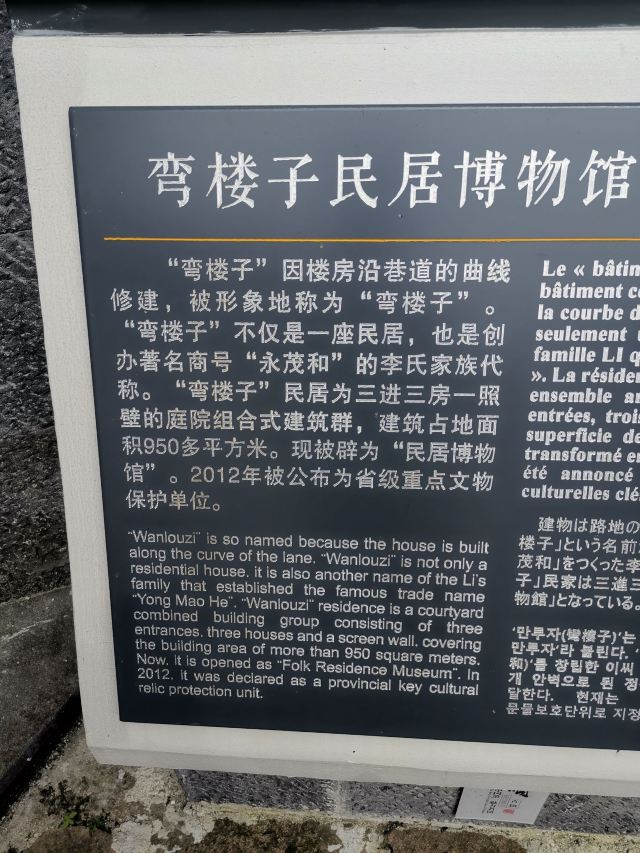 弯楼子民居博物馆
“弯楼子”因楼房沿巷道的曲线
修建，被形象地称为“弯楼子”。
“弯楼子”不仅是一座民居，也是创
办著名商号“永茂和”的李氏家族代
称。“弯楼子”民居为三进三房一照
壁的庭院组合式建筑群，建筑占地面
积950多平方米。现被辟为“民居博物
馆”。2012年被公布为省级重点文物
保护单位。
"Wanlouzi" is so named because the house is built
along the curve of the lane. "Wanlouzi" is not only a
residential house. it is also another name of the Li's
family that established the famous trade name
"Yong Mao He". "Wanlouzi" residence is a courtyard
combined building group consisting of three
entrances. three houses and a screen wall. covering
the building area of more than 950 square meters.
Now. it is opened as "Folk Residence Museum". In
2012. it was declared as a provincial key cultural
relic protection unit.
Le « bâtim
bâtiment c
la courbe d
seulement
famille LI q
». La réside
ensemble a
entrées, troi
superficie de
transformé e
été annoncé
culturelles clé
建物は路地の
楼子」という名前
茂和」をつくった李
子」民家は三進三
物館」となっている
'만루자(彎樓子)'는
만루자'라 불린다. '
和)'를 창립한 이씨
개 안벽으로 된 정
달한다. 현재는
문물보호단위로 지정